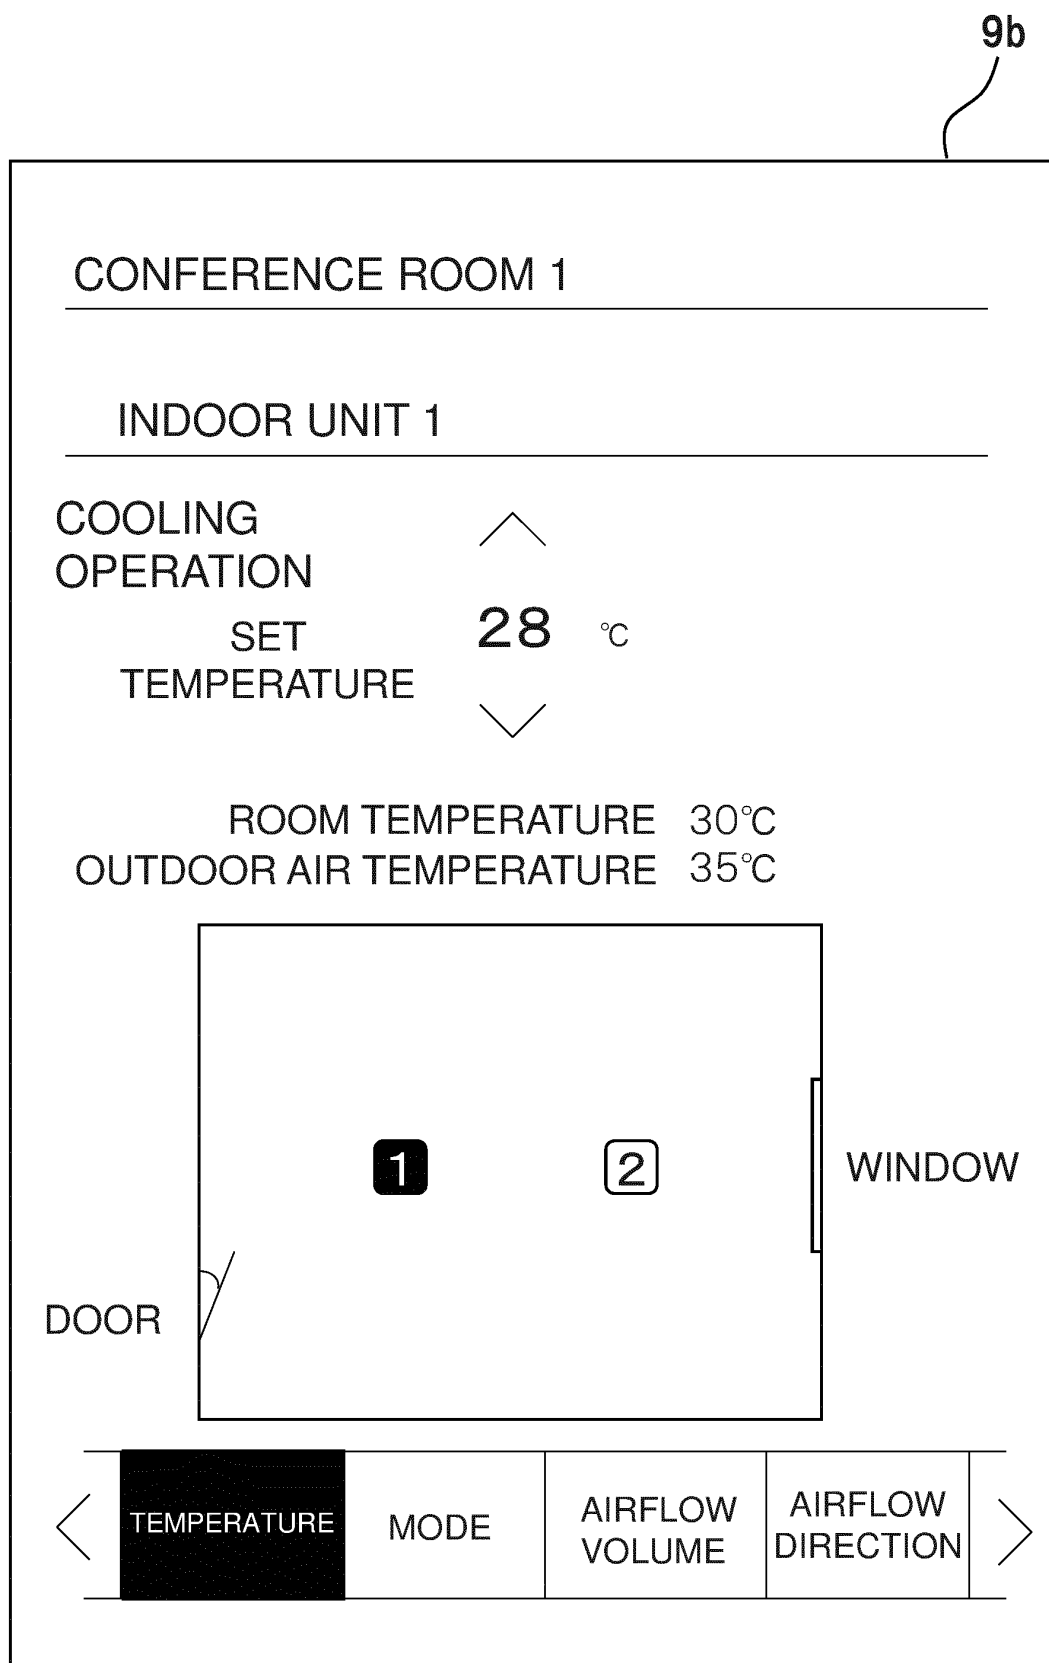 9b
CONFERENCE ROOM 1
INDOOR UNIT 1
COOLING
OPERATION
SET
TEMPERATURE
28 ℃
ROOM TEMPERATURE 30℃
OUTDOOR AIR TEMPERATURE 35℃
1 2
WINDOW
DOOR
TEMPERATURE
MODE
AIRFLOW
VOLUME
AIRFLOW
DIRECTION